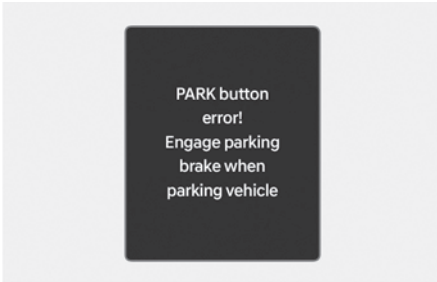 PARK button
error!
Engage parking
brake when
parking vehicle